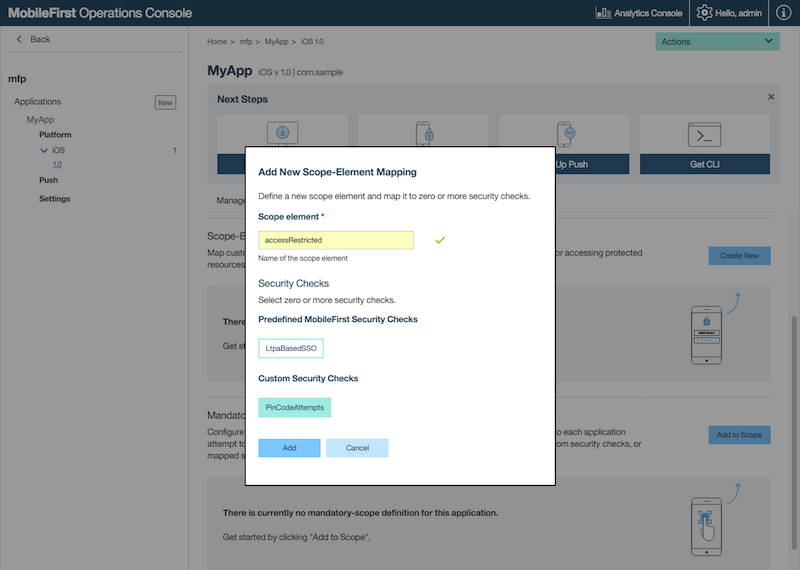 MobileFirst Operations Console
Analytics Console
Hello, admin
Back
Home > mfp > MyApp > iOS 1.0
Actions
mfp
Applications
New
MyApp
Platform
iOS 1
1.0
Push
Settings
MyApp iOS v 1.0 | com.sample
Next Steps
Up Push
Get CLI
Manage
Scope-E
Map custo
or accessing protected
resources
Create New
There
Get st
Mandato
Configure
o each application
attempt to
om security checks, or
mapped s
Add to Scope
There is currently no mandatory-scope definition for this application.
Get started by clicking "Add to Scope".
Add New Scope-Element Mapping
Define a new scope element and map it to zero or more security checks.
Scope element *
accessRestricted
Name of the scope element
Security Checks
Select zero or more security checks.
Predefined MobileFirst Security Checks
LtpaBasedSSO
Custom Security Checks
PinCodeAttempts
Add
Cancel